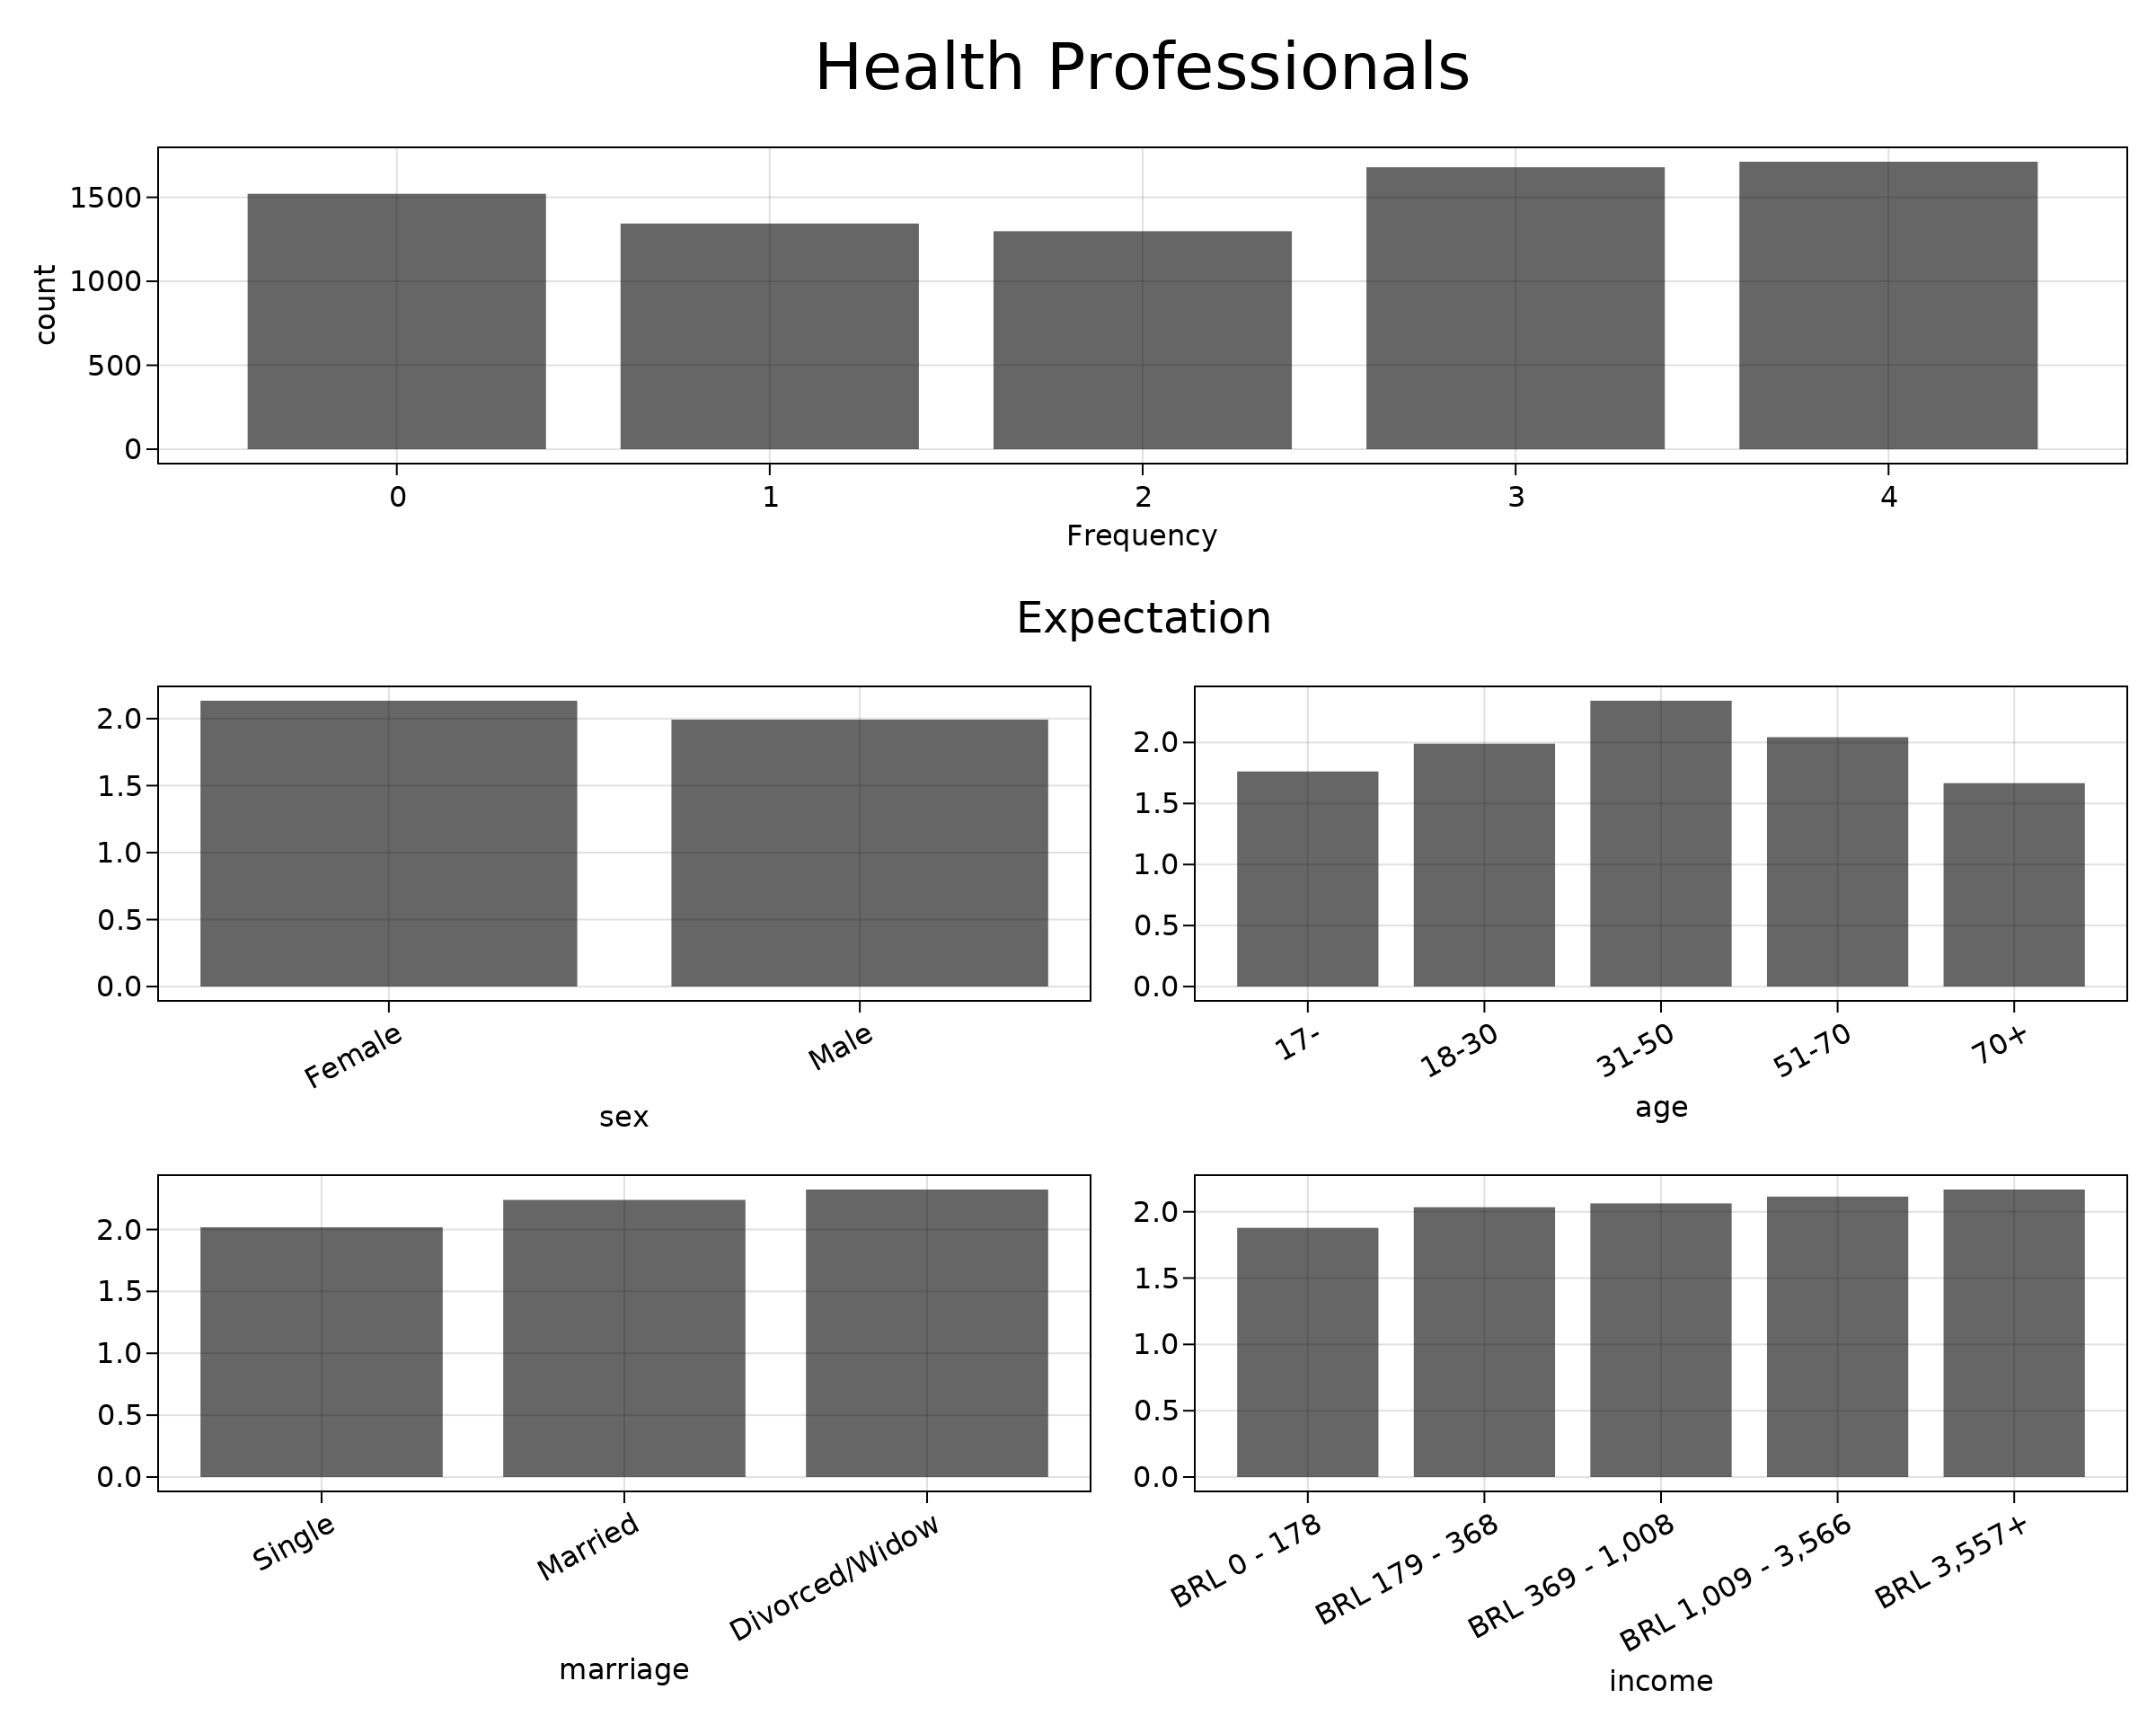 Health Professionals
1500
1000
500
0
count
0 1 2 3 4
Frequency
Expectation
2.0
1.5
1.0
0.5
0.0
Female Male
sex
2.0
1.5
1.0
0.5
0.0
17- 18-30 31-50 51-70 70+
age
2.0
1.5
1.0
0.5
0.0
Single Married Divorced/Widow
marriage
2.0
1.5
1.0
0.5
0.0
BRL 0 - 178 BRL 179 - 368 BRL 369 - 1,008 BRL 1,009 - 3,566 BRL 3,557+
income